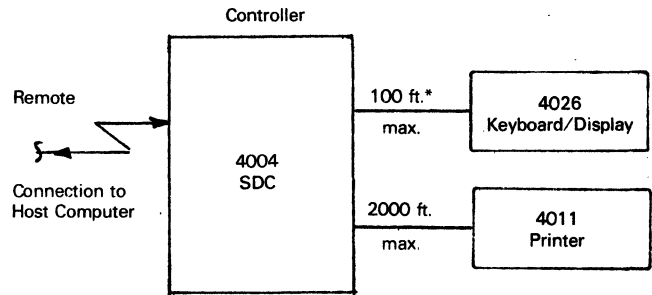 Controller
Remote
Connection to
Host Computer
4004
SDC
100 ft.*
max.
4026
Keyboard/Display
2000 ft.
max.
4011
Printer